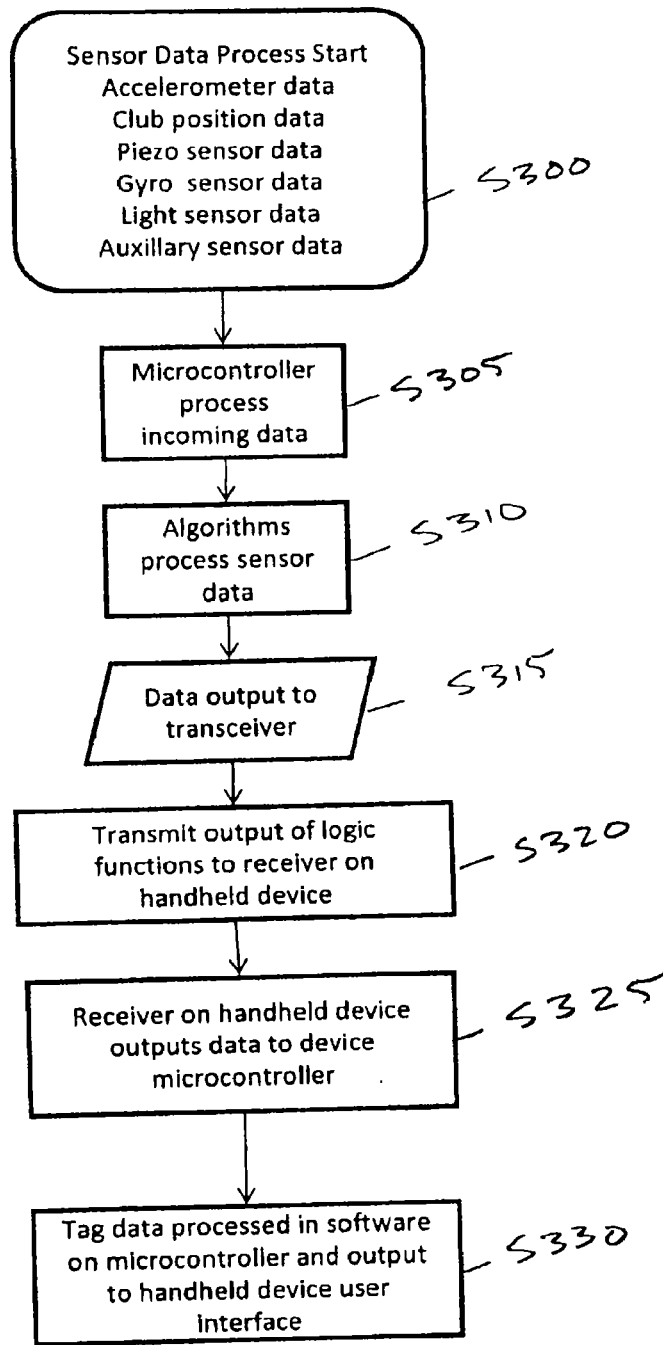 Sensor Data Process Start
Accelerometer data
Club position data
Piezo sensor data
Gyro sensor data
Light sensor data
Auxillary sensor data
S300
Microcontroller
process
incoming data
S305
Algorithms
process sensor
data
S310
Data output to
transceiver
S315
Transmit output of logic
functions to receiver on
handheld device
S320
Receiver on handheld device
outputs data to device
microcontroller
S325
Tag data processed in software
on microcontroller and output
to handheld device user
interface
S330